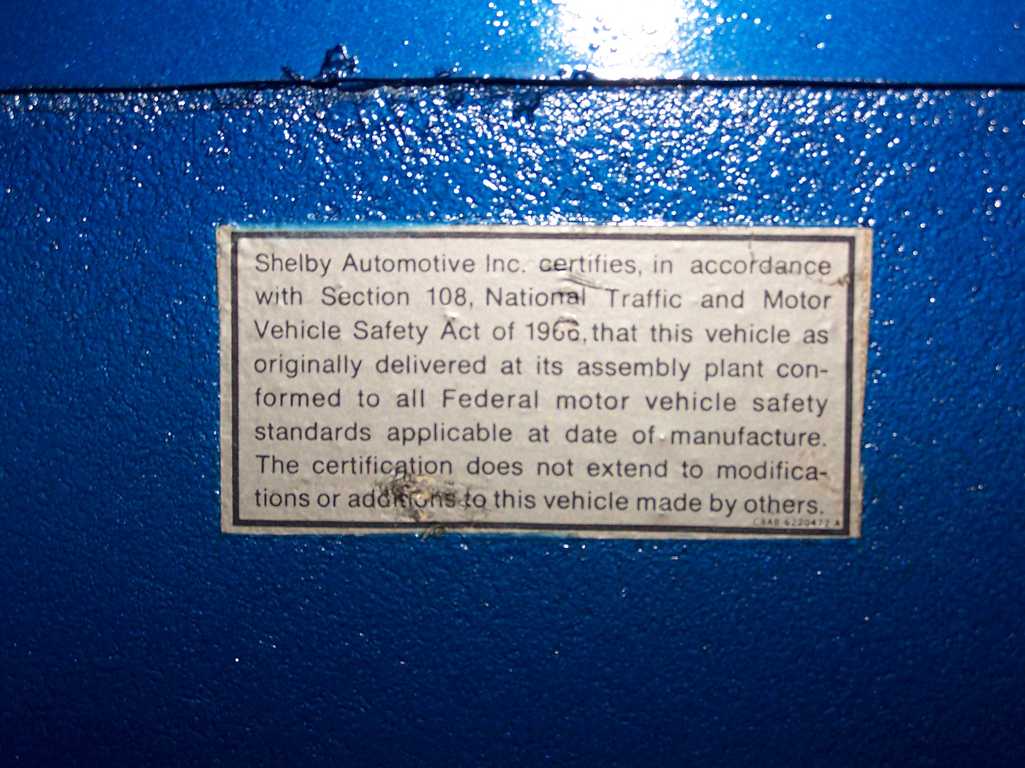 Shelby Automotive Inc. certifies, in accordance
with Section 108, National Traffic and Motor
Vehicle Safety Act of 1966, that this vehicle as
originally delivered at its assembly plant con-
formed to all Federal motor vehicle safety
standards applicable at date of manufacture.
The certification does not extend to modifica-
tions or additions to this vehicle made by others.